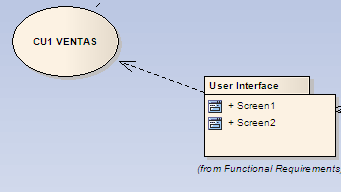 CU1 VENTAS
User Interface
+ Screen1
+ Screen2
(from Functional Requirements)